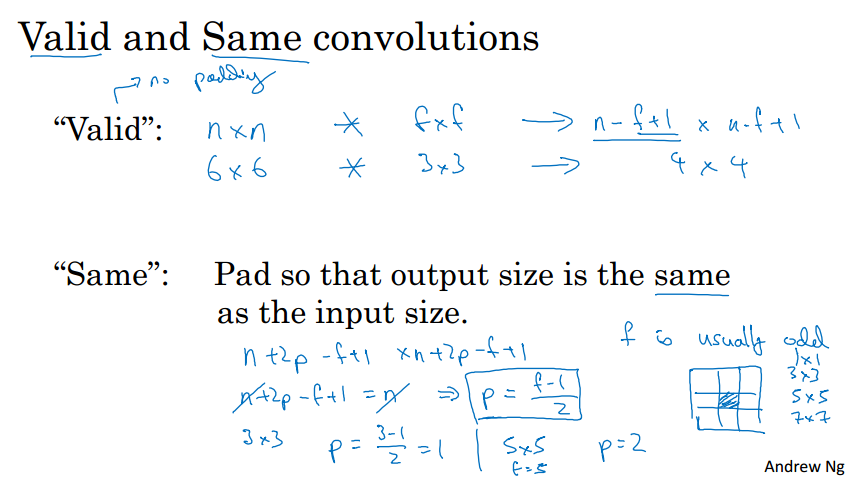 Valid and Same convolutions
no padding
“Valid”: n×n * f×f → n-f+1 × n-f+1
6×6 * 3×3 → 4 × 4
“Same”: Pad so that output size is the same
as the input size.
f is usually odd
1×1
3×3
5×5
7×7
n+2p-f+1 ×n+2p-f+1
n+2p-f+1 = n ⇒ p = f-1/2
3×3 p = 3-1/2 = 1 | 5×5 p=2
f=5
Andrew Ng